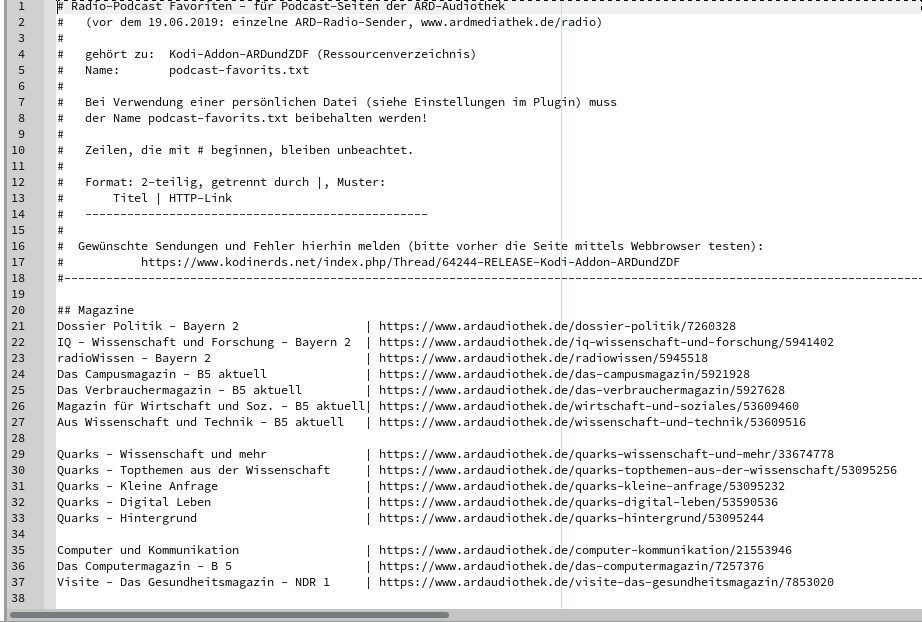 1 # Radio-Podcast Favoriten - für Podcast-Seiten der ARD-Audiothek
2 #   (vor dem 19.06.2019: einzelne ARD-Radio-Sender, www.ardmediathek.de/radio)
3 #
4 #   gehört zu:  Kodi-Addon-ARDundZDF (Ressourcenverzeichnis)
5 #   Name:       podcast-favorits.txt
6 #
7 #   Bei Verwendung einer persönlichen Datei (siehe Einstellungen im Plugin) muss
8 #   der Name podcast-favorits.txt beibehalten werden!
9 #
10 #   Zeilen, die mit # beginnen, bleiben unbeachtet.
11 #
12 #   Format: 2-teilig, getrennt durch |, Muster:
13 #       Titel | HTTP-Link
14 #   -------------------------------------------------
15 #
16 #  Gewünschte Sendungen und Fehler hierhin melden (bitte vorher die Seite mittels Webbrowser testen):
17 #           https://www.kodinerds.net/index.php/Thread/64244-RELEASE-Kodi-Addon-ARDundZDF
18 #---------------------------------------------------------------------------------------------------------------------------
19
20 ## Magazine
21 Dossier Politik - Bayern 2                  | https://www.ardaudiothek.de/dossier-politik/7260328
22 IQ - Wissenschaft und Forschung - Bayern 2  | https://www.ardaudiothek.de/iq-wissenschaft-und-forschung/5941402
23 radioWissen - Bayern 2                      | https://www.ardaudiothek.de/radiowissen/5945518
24 Das Campusmagazin - B5 aktuell              | https://www.ardaudiothek.de/das-campusmagazin/5921928
25 Das Verbrauchermagazin - B5 aktuell         | https://www.ardaudiothek.de/das-verbrauchermagazin/5927628
26 Magazin für Wirtschaft und Soz. - B5 aktuell| https://www.ardaudiothek.de/wirtschaft-und-soziales/53609460
27 Aus Wissenschaft und Technik - B5 aktuell   | https://www.ardaudiothek.de/wissenschaft-und-technik/53609516
28
29 Quarks - Wissenschaft und mehr              | https://www.ardaudiothek.de/quarks-wissenschaft-und-mehr/33674778
30 Quarks - Topthemen aus der Wissenschaft     | https://www.ardaudiothek.de/quarks-topthemen-aus-der-wissenschaft/53095256
31 Quarks - Kleine Anfrage                     | https://www.ardaudiothek.de/quarks-kleine-anfrage/53095232
32 Quarks - Digital Leben                      | https://www.ardaudiothek.de/quarks-digital-leben/53590536
33 Quarks - Hintergrund                        | https://www.ardaudiothek.de/quarks-hintergrund/53095244
34
35 Computer und Kommunikation                  | https://www.ardaudiothek.de/computer-kommunikation/21553946
36 Das Computermagazin - B 5                   | https://www.ardaudiothek.de/das-computermagazin/7257376
37 Visite - Das Gesundheitsmagazin - NDR 1     | https://www.ardaudiothek.de/visite-das-gesundheitsmagazin/7853020
38